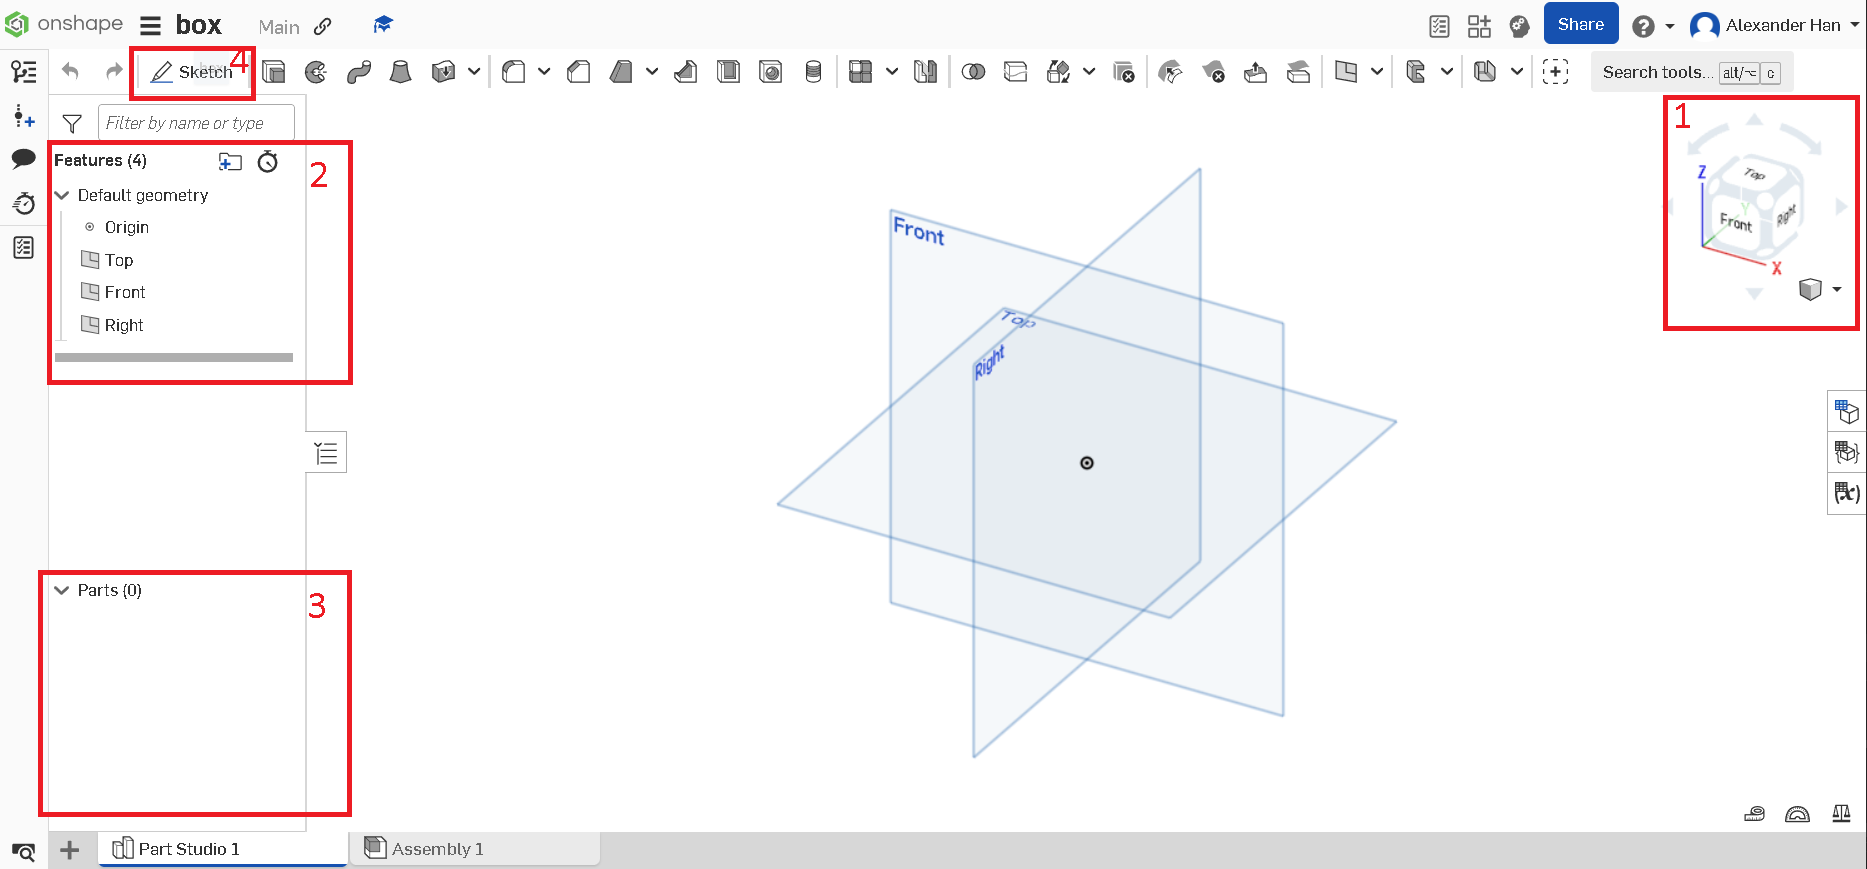 onshape box Main Share Alexander Han
4
Sketch Search tools... alt/⌥ c
Filter by name or type
1
Features (4)
2
Default geometry
Origin
Top
Front
Right
Front
Top
Right
Z
Top
Y
Front
Right
X
Parts (0)
3
(x)
+ Part Studio 1 Assembly 1